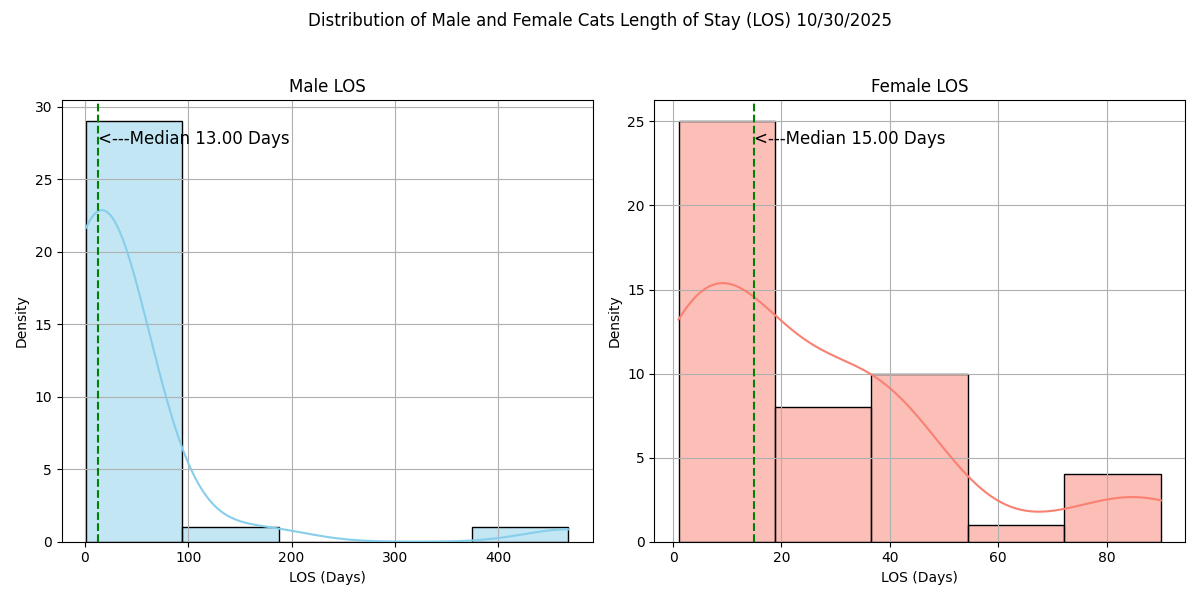 Distribution of Male and Female Cats Length of Stay (LOS) 10/30/2025
Male LOS
30
25
20
15
10
5
0
Density
<---Median 13.00 Days
0 100 200 300 400
LOS (Days)
Female LOS
25
20
15
10
5
0
Density
<---Median 15.00 Days
0 20 40 60 80
LOS (Days)